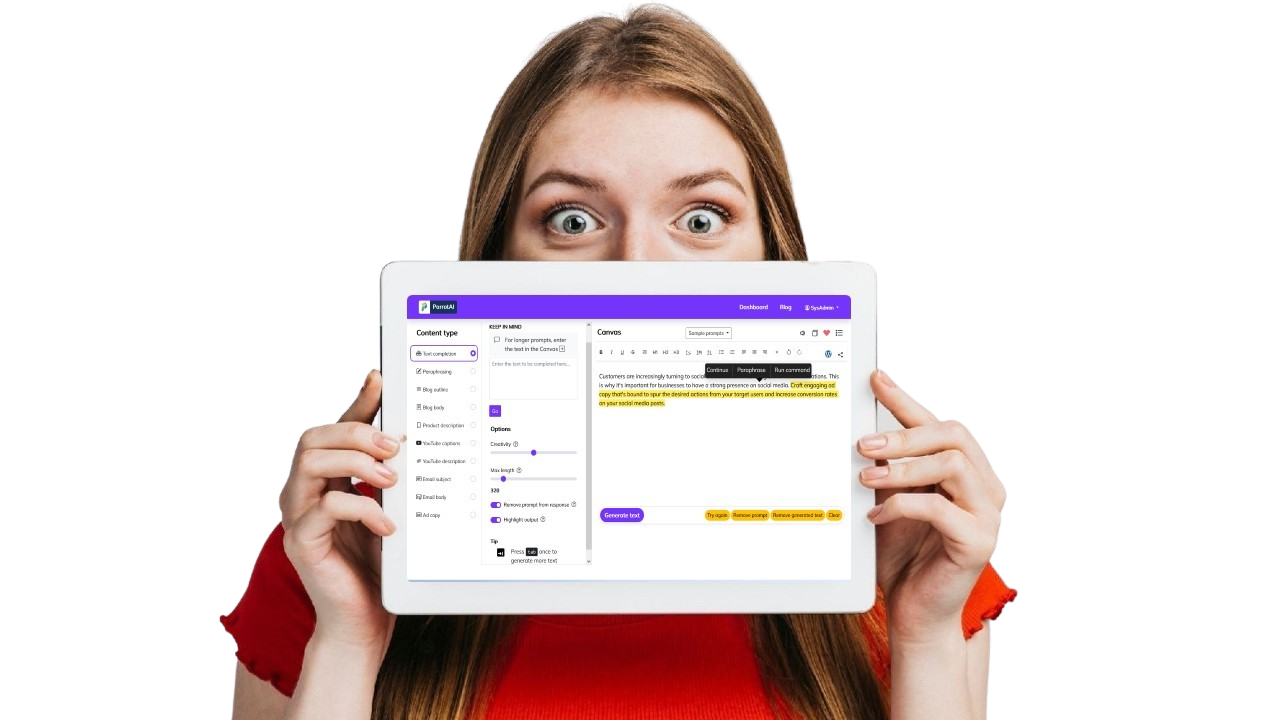 ParrotAI
Dashboard Blog SysAdmin
Content type
Text completion
Paraphrasing
Blog outline
Blog body
Product description
YouTube captions
YouTube description
Email subject
Email body
Ad copy
KEEP IN MIND
For longer prompts, enter
the text in the Canvas
Enter the text to be completed here...
Go
Options
Creativity
Max length
320
Remove prompt from response
Highlight output
Tip
Press tab once to
generate more text
Canvas
Sample prompts
B I U S H1 H2 H3
Continue Paraphrase Run command
Customers are increasingly turning to social ations. This
is why it's important for businesses to have a strong presence on social media. Craft engaging ad
copy that's bound to spur the desired actions from your target users and increase conversion rates
on your social media posts.
Generate text
Try again Remove prompt Remove generated text Clear